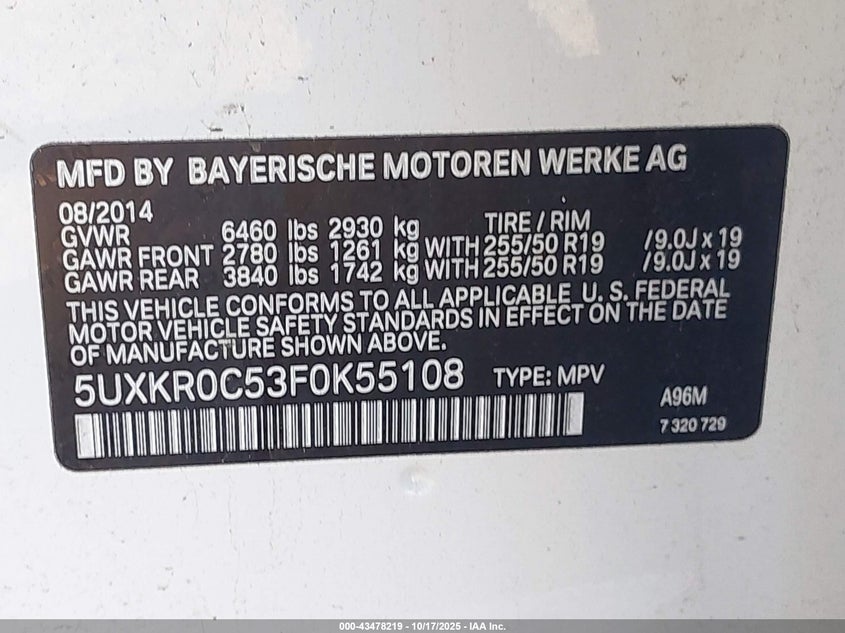 MFD BY BAYERISCHE MOTOREN WERKE AG
08/2014 TIRE / RIM
GVWR 6460 lbs 2930 kg
GAWR FRONT 2780 lbs 1261 kg WITH 255/50 R19 /9.0J x 19
GAWR REAR 3840 lbs 1742 kg WITH 255/50 R19 /9.0J x 19
THIS VEHICLE CONFORMS TO ALL APPLICABLE U. S. FEDERAL
MOTOR VEHICLE SAFETY STANDARDS IN EFFECT ON THE DATE
OF MANUFACTURE SHOWN ABOVE.
5UXKR0C53F0K55108 TYPE: MPV
A96M
7 320 729
000-43478219 - 10/17/2025 - IAA Inc.